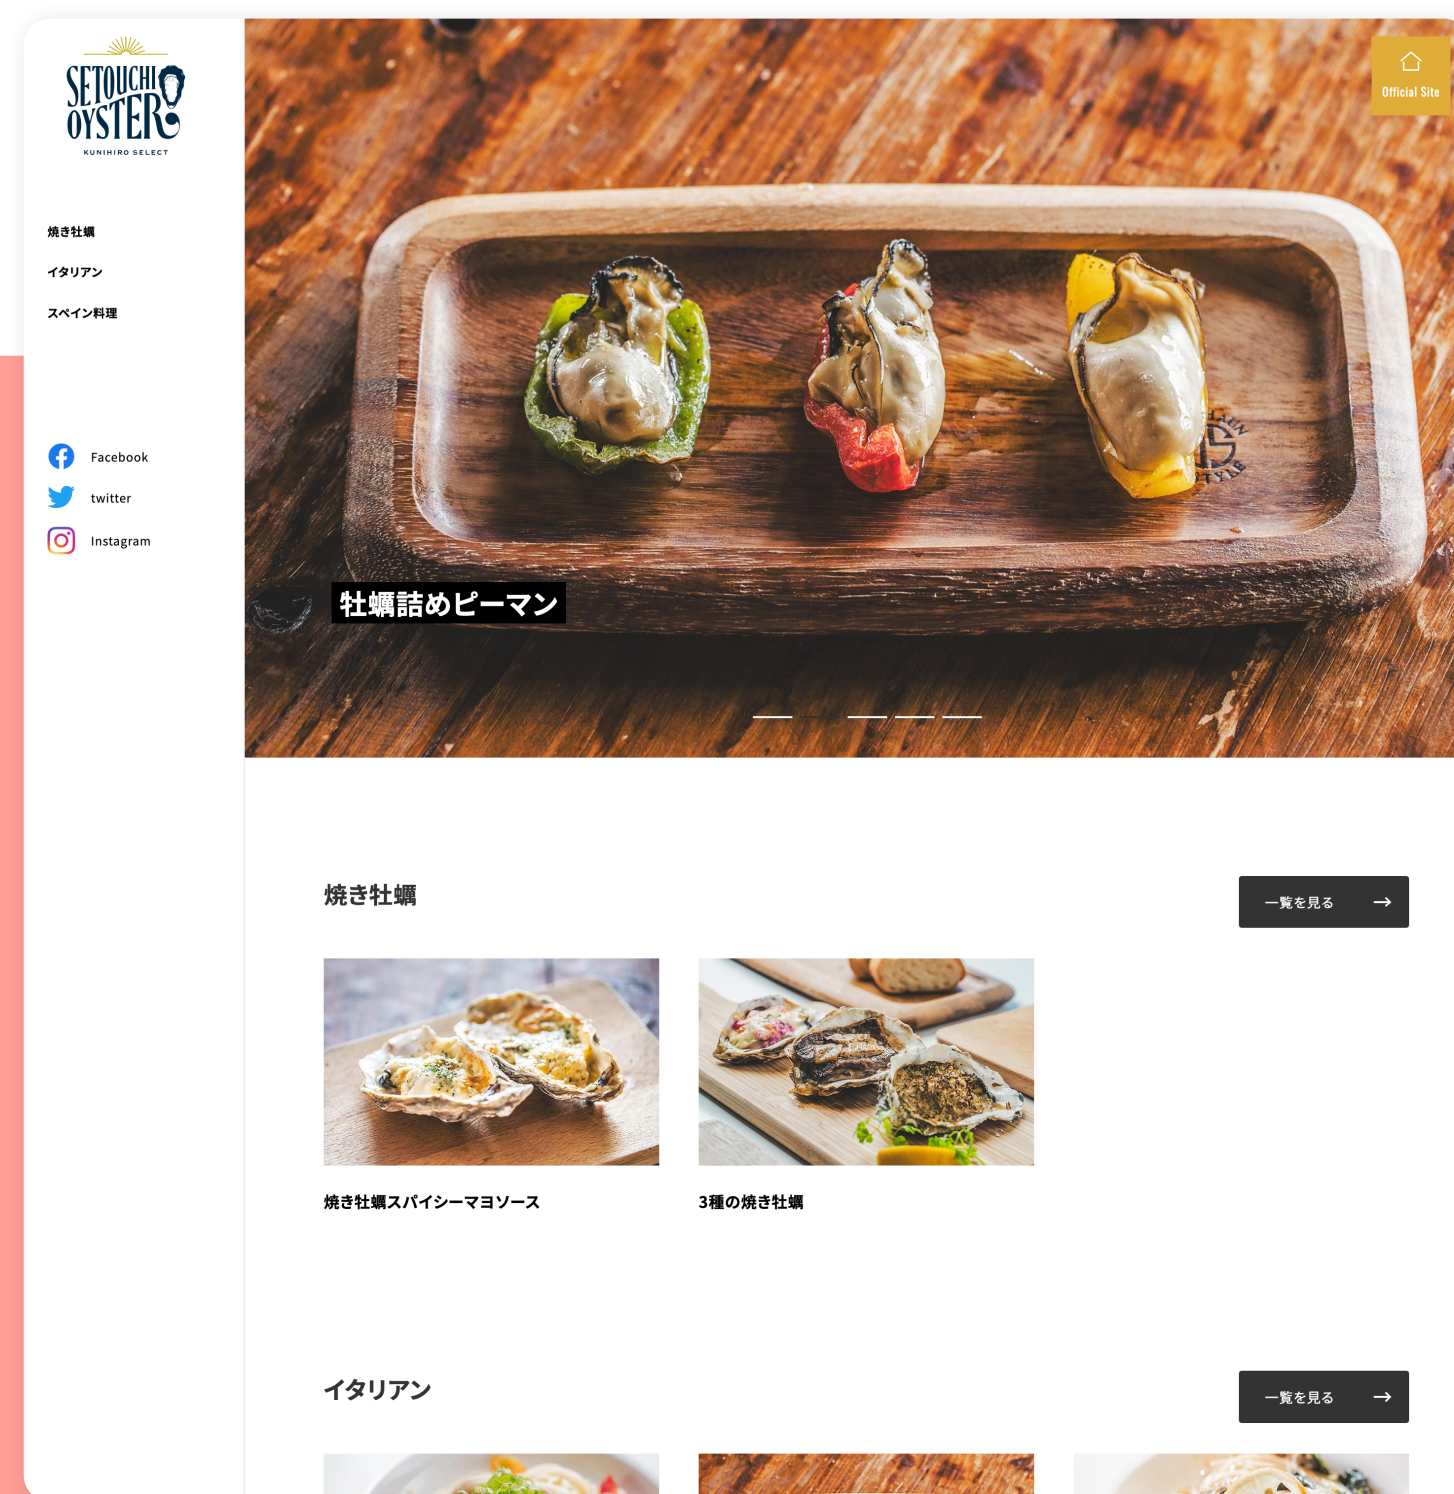 SETOUCHI
OYSTER
KUNIHIRO SELECT
焼き牡蠣
イタリアン
スペイン料理
Facebook
twitter
Instagram
Official Site
牡蠣詰めピーマン
焼き牡蠣
一覧を見る
焼き牡蠣スパイシーマヨソース
3種の焼き牡蠣
イタリアン
一覧を見る